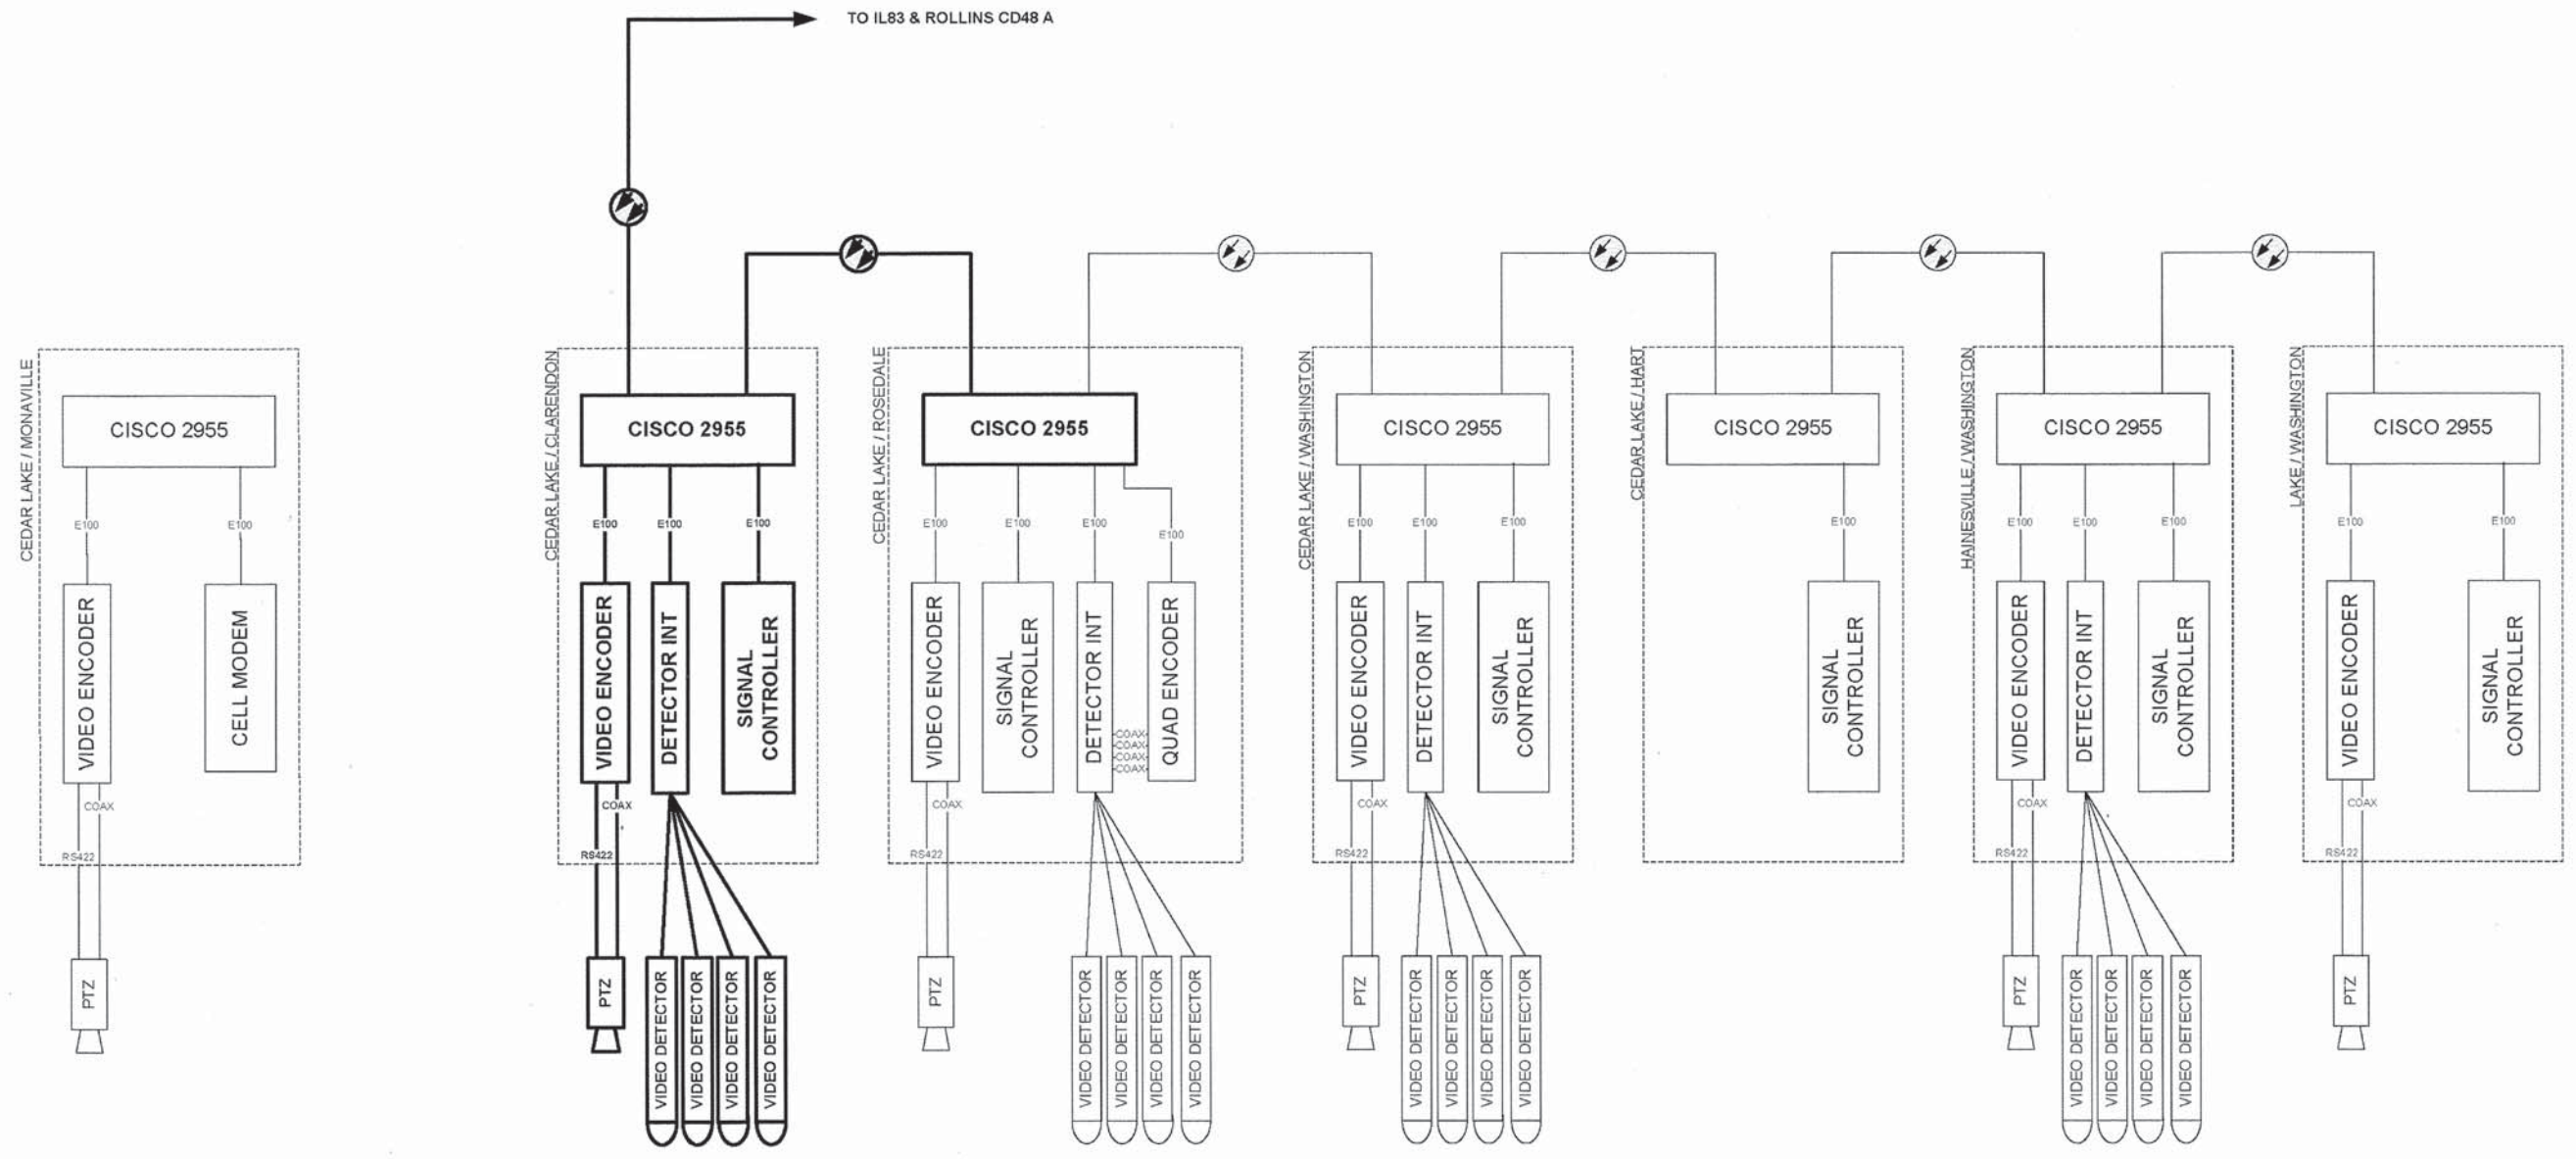 TO IL83 & ROLLINS CD48 A
CEDAR LAKE / MONAVILLE
CISCO 2955
E100
E100
VIDEO ENCODER
CELL MODEM
COAX
RS422
PTZ
CEDAR LAKE / CLARENDON
CISCO 2955
E100
E100
E100
VIDEO ENCODER
DETECTOR INT
SIGNAL
CONTROLLER
COAX
RS422
PTZ
VIDEO DETECTOR
VIDEO DETECTOR
VIDEO DETECTOR
VIDEO DETECTOR
CEDAR LAKE / ROSEDALE
CISCO 2955
E100
E100
E100
E100
VIDEO ENCODER
SIGNAL
CONTROLLER
DETECTOR INT
COAX
COAX
COAX
COAX
QUAD ENCODER
COAX
RS422
PTZ
VIDEO DETECTOR
VIDEO DETECTOR
VIDEO DETECTOR
VIDEO DETECTOR
CEDAR LAKE / WASHINGTON
CISCO 2955
E100
E100
E100
VIDEO ENCODER
DETECTOR INT
SIGNAL
CONTROLLER
COAX
RS422
PTZ
VIDEO DETECTOR
VIDEO DETECTOR
VIDEO DETECTOR
VIDEO DETECTOR
CEDAR LAKE / HART
CISCO 2955
E100
SIGNAL
CONTROLLER
HAINESVILLE / WASHINGTON
CISCO 2955
E100
E100
E100
VIDEO ENCODER
DETECTOR INT
SIGNAL
CONTROLLER
COAX
RS422
PTZ
VIDEO DETECTOR
VIDEO DETECTOR
VIDEO DETECTOR
VIDEO DETECTOR
LAKE / WASHINGTON
CISCO 2955
E100
E100
VIDEO ENCODER
SIGNAL
CONTROLLER
COAX
RS422
PTZ